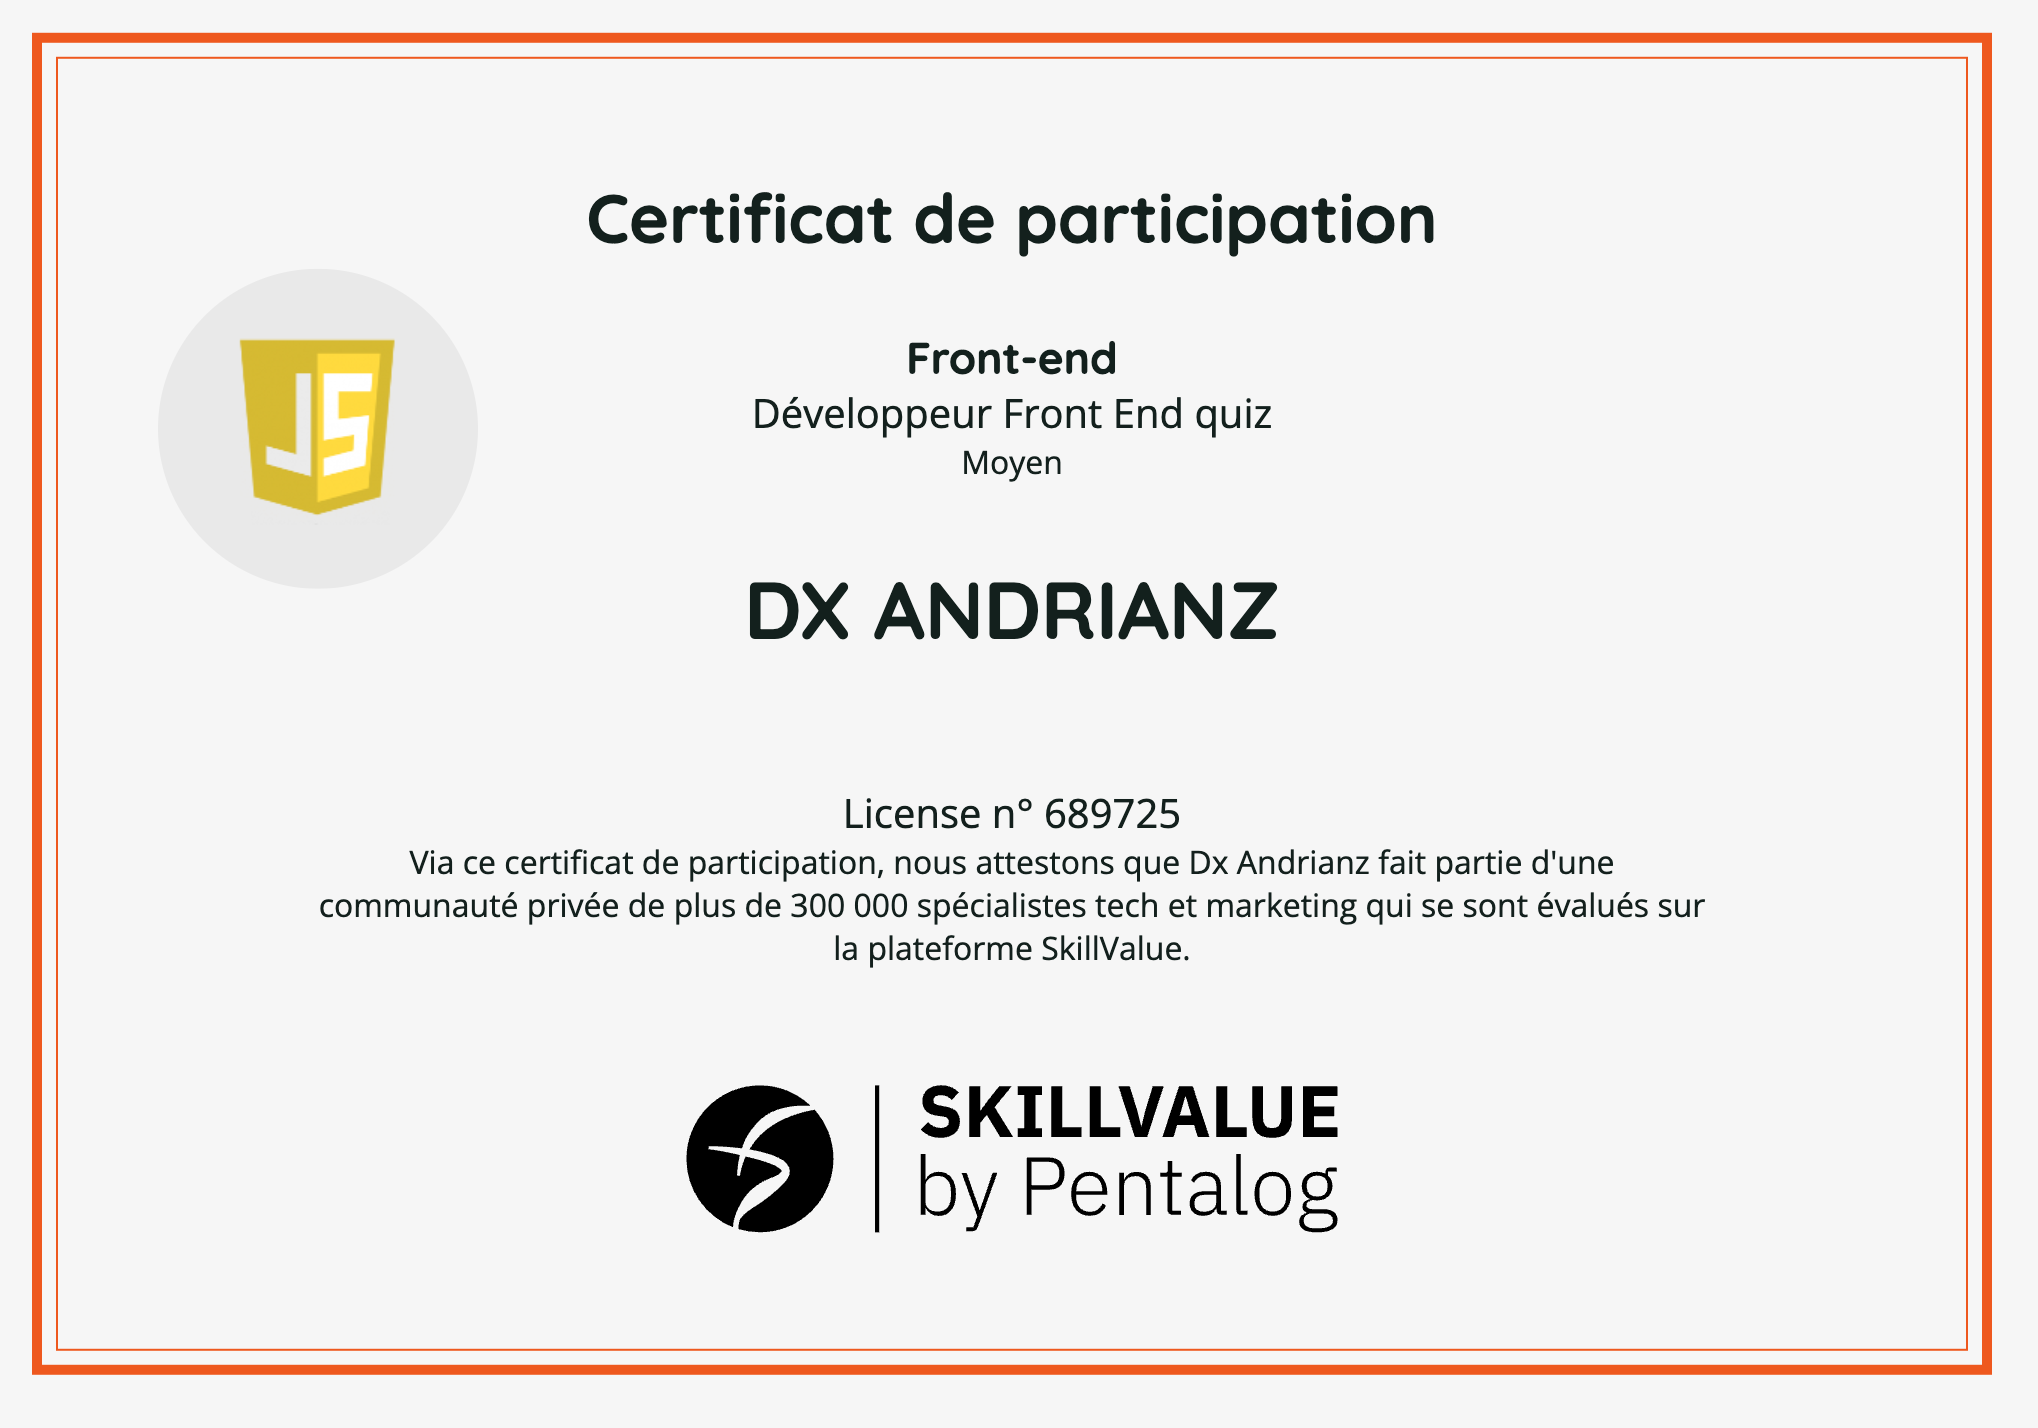 Certificat de participation
JS
Front-end
Développeur Front End quiz
Moyen
DX ANDRIANZ
License n° 689725
Via ce certificat de participation, nous attestons que Dx Andrianz fait partie d'une
communauté privée de plus de 300 000 spécialistes tech et marketing qui se sont évalués sur
la plateforme SkillValue.
SKILLVALUE
by Pentalog